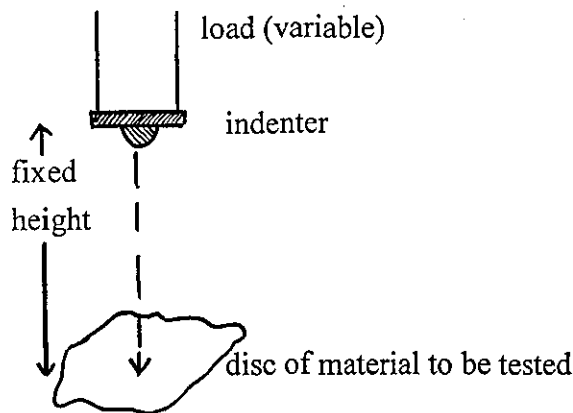 load (variable)
indenter
fixed
height
disc of material to be tested